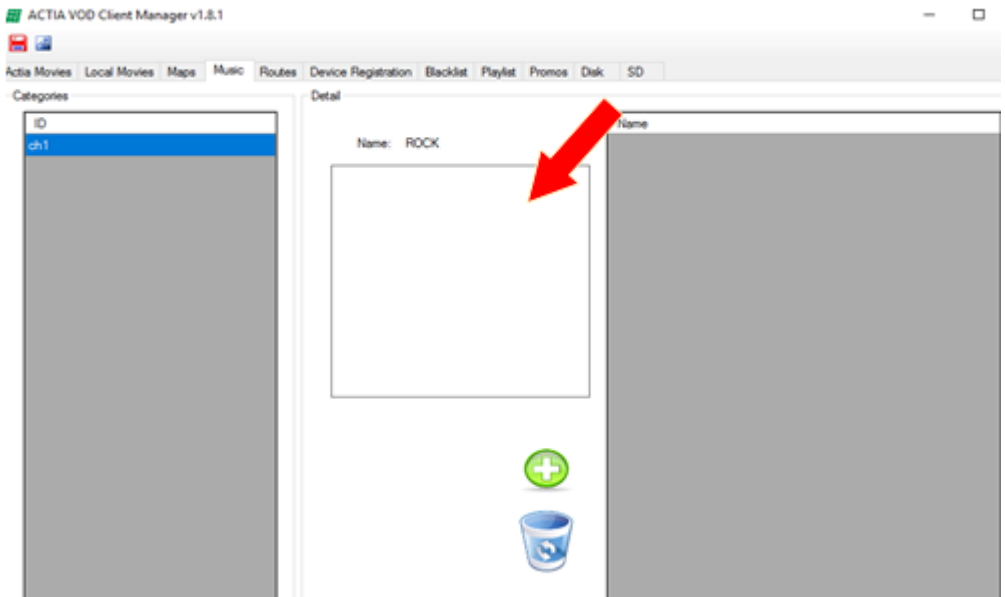 ACTIA VOD Client Manager v1.8.1
Actia Movies Local Movies Maps Music Routes Device Registration Blacklist Playlist Promos Disk SD
Categories Detail
ID Name
ch1
Name: ROCK